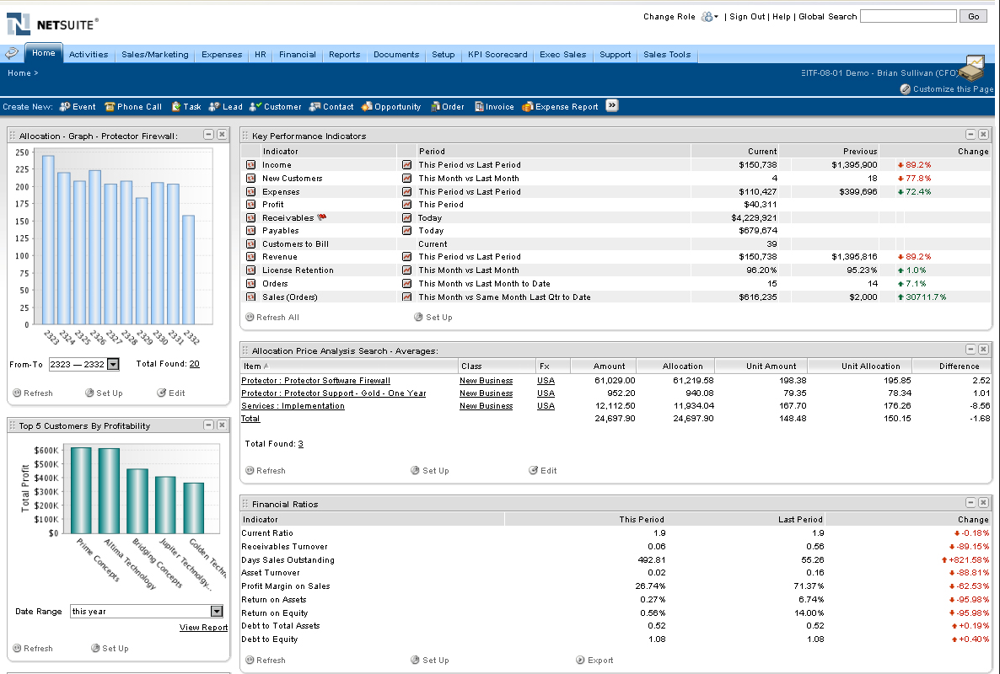 NETSUITE®
Change Role | Sign Out | Help | Global Search Go
Home Activities Sales/Marketing Expenses HR Financial Reports Documents Setup KPI Scorecard Exec Sales Support Sales Tools
Home >
EITF-08-01 Demo - Brian Sullivan (CFO)
Customize this Page
Create New: Event Phone Call Task Lead Customer Contact Opportunity Order Invoice Expense Report »
Allocation - Graph - Protector Firewall:
250
225
200
175
150
125
100
75
50
25
0
2323 2324 2325 2326 2327 2328 2329 2330 2331 2332
From-To 2323 — 2332 Total Found: 20
Refresh Set Up Edit
Top 5 Customers By Profitability
Total Profit
$600K
$500K
$400K
$300K
$200K
$100K
$0
Prime Concepts
Altima Technology
Bridging Concepts
Jupiter Technolgy...
Golden Techn
Date Range this year
View Report
Refresh Set Up
Key Performance Indicators
Indicator Period Current Previous Change
Income This Period vs Last Period $150,738 $1,395,900 89.2%
New Customers This Month vs Last Month 4 18 77.8%
Expenses This Period vs Last Period $110,427 $399,696 72.4%
Profit This Period $40,311
Receivables Today $4,229,921
Payables Today $679,674
Customers to Bill Current 39
Revenue This Period vs Last Period $150,738 $1,395,816 89.2%
License Retention This Month vs Last Month 96.20% 95.23% 1.0%
Orders This Month vs Last Month to Date 15 14 7.1%
Sales (Orders) This Month vs Same Month Last Qtr to Date $616,235 $2,000 30711.7%
Refresh All Set Up
Allocation Price Analysis Search - Averages:
Item Class Fx Amount Allocation Unit Amount Unit Allocation Difference
Protector : Protector Software Firewall New Business USA 61,029.00 61,219.58 198.38 195.85 2.52
Protector : Protector Support - Gold - One Year New Business USA 952.20 940.08 79.35 78.34 1.01
Services : Implementation New Business USA 12,112.50 11,934.04 167.70 176.26 -8.56
Total 24,697.90 24,697.90 148.48 150.15 -1.68
Total Found: 3
Refresh Set Up Edit
Financial Ratios
Indicator This Period Last Period Change
Current Ratio 1.9 1.9 -0.18%
Receivables Turnover 0.06 0.56 -89.15%
Days Sales Outstanding 492.81 55.26 +821.58%
Asset Turnover 0.02 0.16 -88.81%
Profit Margin on Sales 26.74% 71.37% -62.53%
Return on Assets 0.27% 6.74% -95.98%
Return on Equity 0.56% 14.00% -95.98%
Debt to Total Assets 0.52 0.52 +0.19%
Debt to Equity 1.08 1.08 +0.40%
Refresh Set Up Export